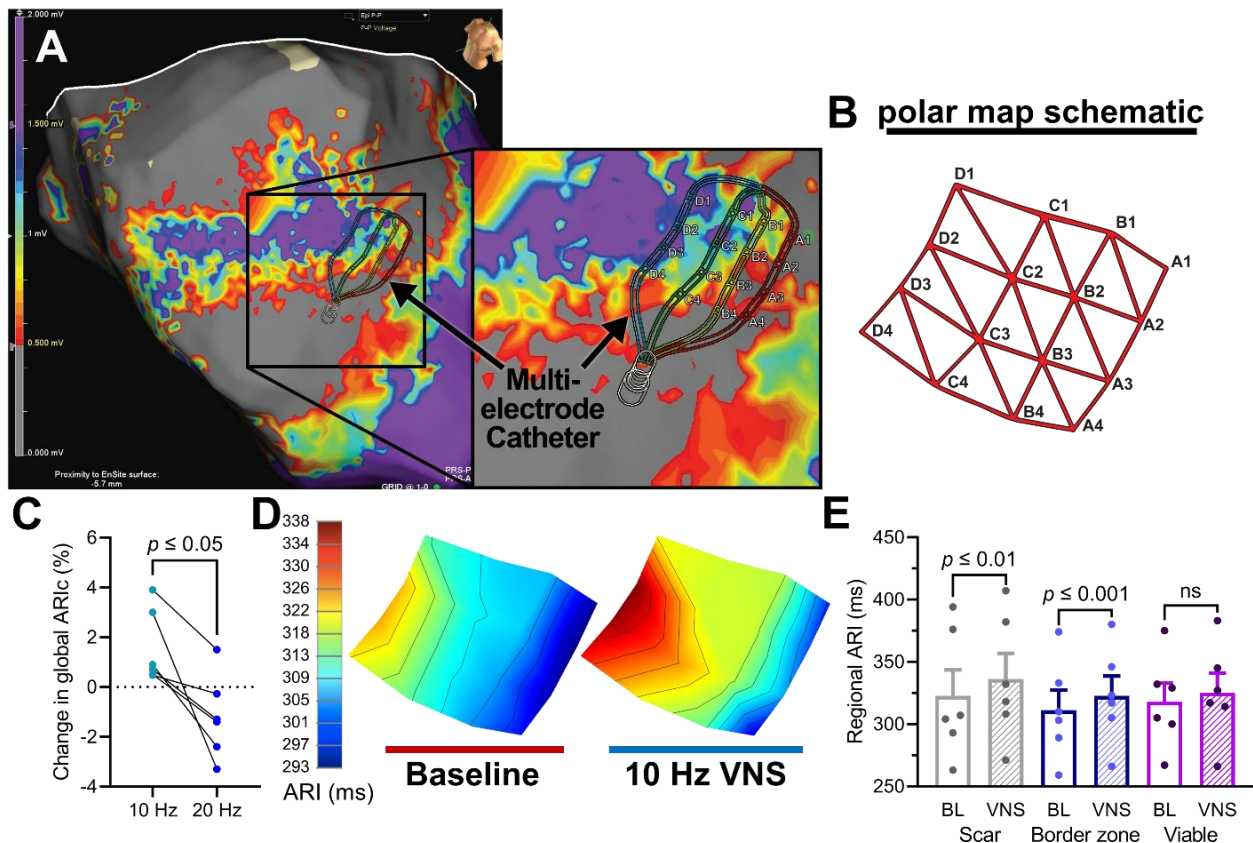 A
2.000 mV
1.500 mV
1 mV
0.500 mV
0.000 mV
Epi P-P
P-P Voltage
Proximity to EnSite surface:
-5.7 mm
PRS-P
PRS-A
GRID @ 1-0
D1
D2
D3
D4
C1
C2
C3
C4
B1
B2
B3
B4
A1
A2
A3
A4
Multi-
electrode
Catheter
B
polar map schematic
D1
C1
B1
A1
D2
C2
B2
A2
D3
C3
B3
A3
D4
C4
B4
A4
C
Change in global ARIc (%)
6
4
2
0
-2
-4
p ≤ 0.05
10 Hz
20 Hz
D
338
334
330
326
322
318
313
309
305
301
297
293
ARI (ms)
Baseline
10 Hz VNS
E
Regional ARI (ms)
450
400
350
300
250
p ≤ 0.01
p ≤ 0.001
ns
BL VNS BL VNS BL VNS
Scar Border zone Viable